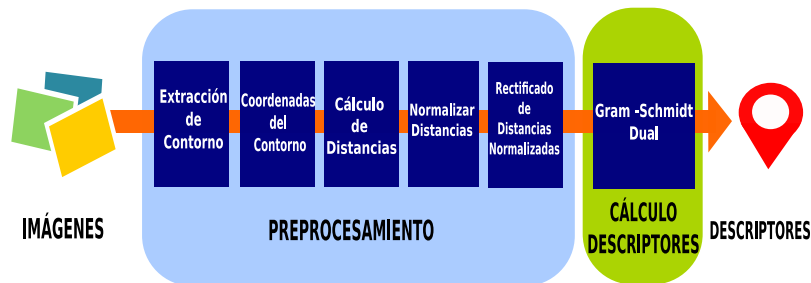 Extracción
de
Contorno
Coordenadas
del
Contorno
Cálculo
de
Distancias
Normalizar
Distancias
Rectificado
de
Distancias
Normalizadas
Gram -Schmidt
Dual
IMÁGENES
PREPROCESAMIENTO
CÁLCULO
DESCRIPTORES
DESCRIPTORES